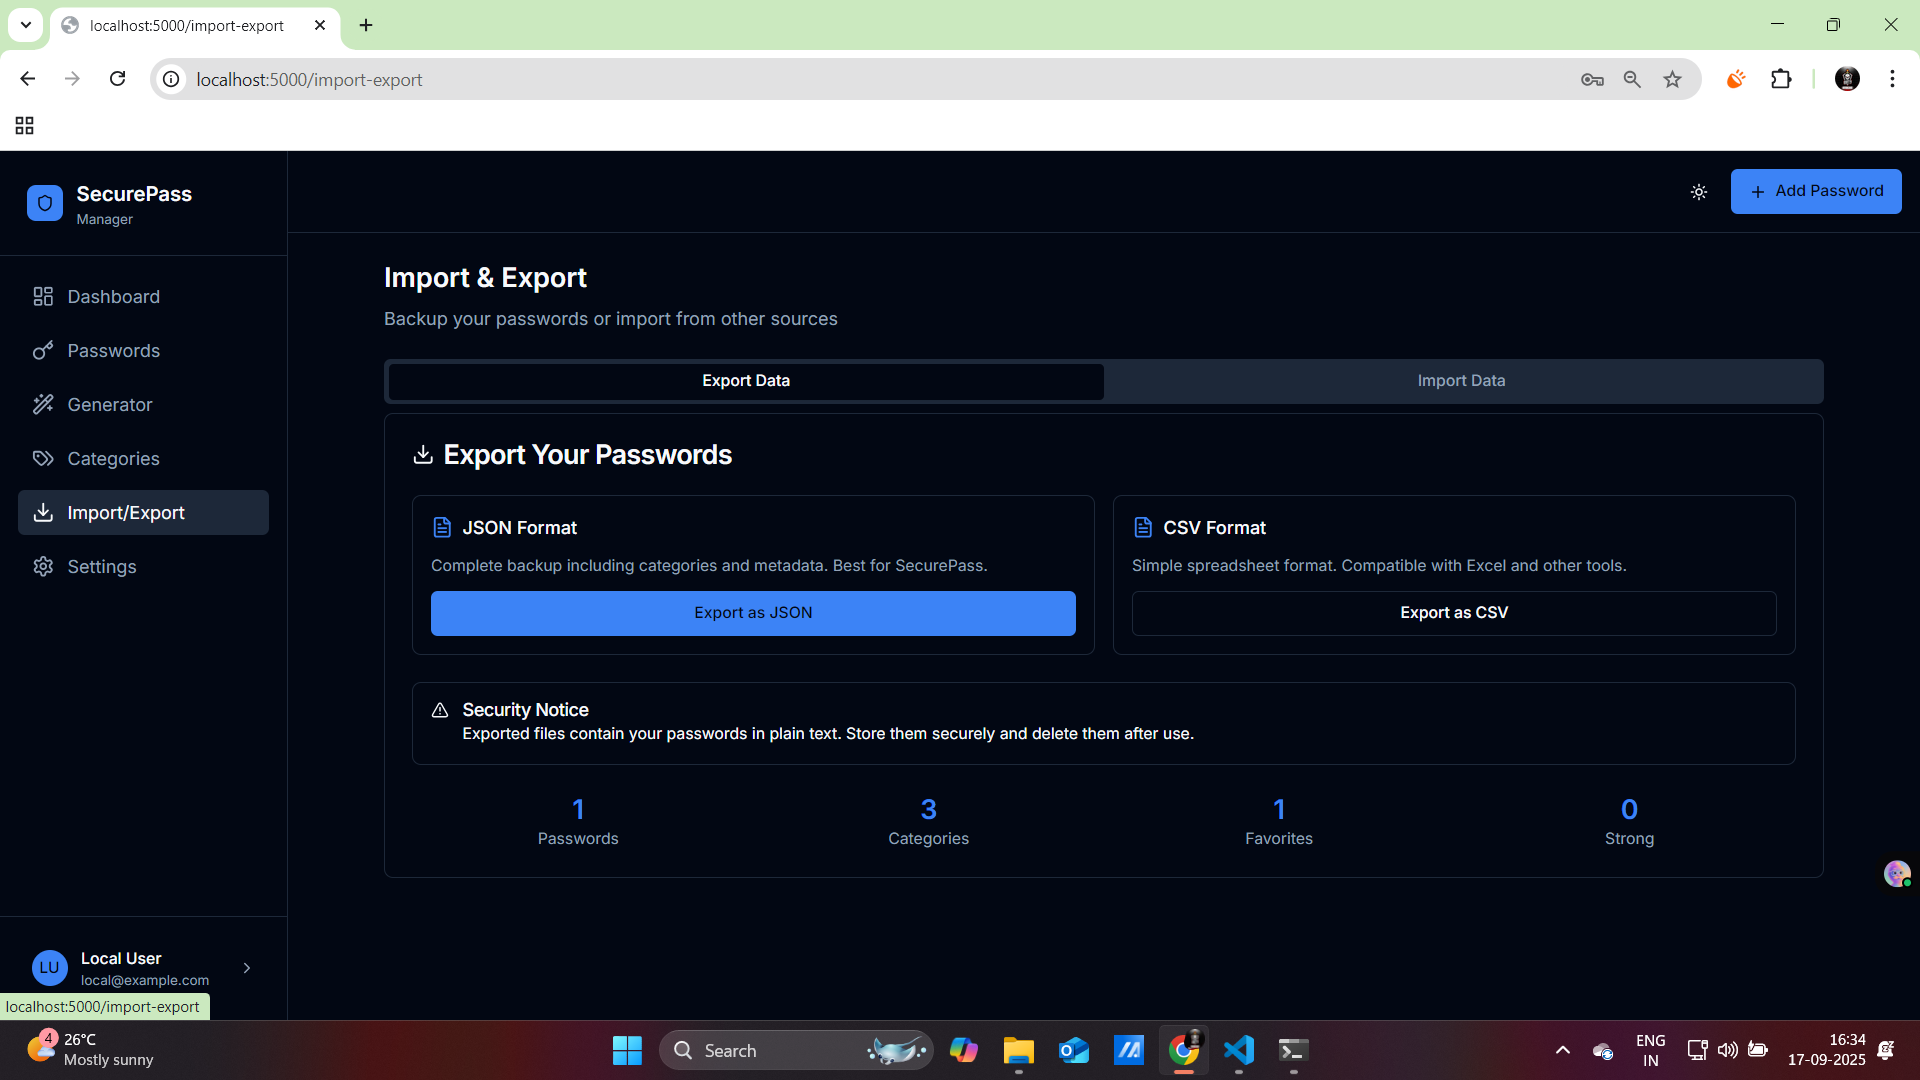 localhost:5000/import-export
localhost:5000/import-export
SecurePass
Manager
Add Password
Dashboard
Passwords
Generator
Categories
Import/Export
Settings
Import & Export
Backup your passwords or import from other sources
Export Data
Import Data
Export Your Passwords
JSON Format
Complete backup including categories and metadata. Best for SecurePass.
Export as JSON
CSV Format
Simple spreadsheet format. Compatible with Excel and other tools.
Export as CSV
Security Notice
Exported files contain your passwords in plain text. Store them securely and delete them after use.
1
Passwords
3
Categories
1
Favorites
0
Strong
LU
Local User
local@example.com
localhost:5000/import-export
4
26°C
Mostly sunny
Search
ENG
IN
16:34
17-09-2025